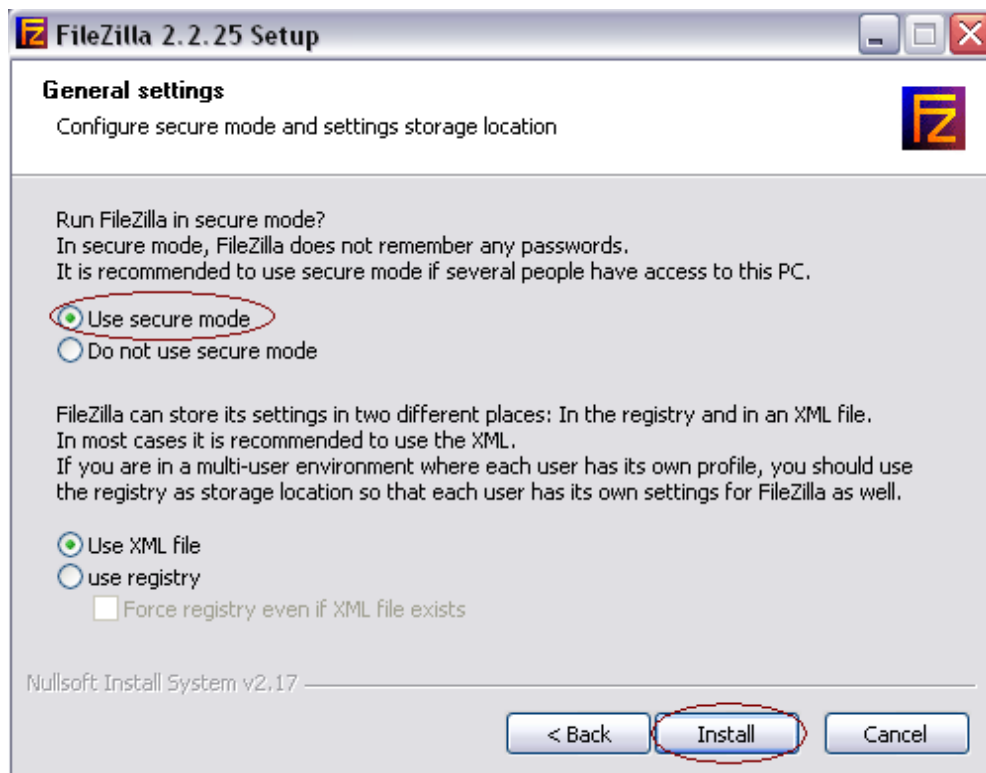 FileZilla 2.2.25 Setup
General settings
Configure secure mode and settings storage location
FZ
Run FileZilla in secure mode?
In secure mode, FileZilla does not remember any passwords.
It is recommended to use secure mode if several people have access to this PC.
Use secure mode
Do not use secure mode
FileZilla can store its settings in two different places: In the registry and in an XML file.
In most cases it is recommended to use the XML.
If you are in a multi-user environment where each user has its own profile, you should use
the registry as storage location so that each user has its own settings for FileZilla as well.
Use XML file
use registry
Force registry even if XML file exists
Nullsoft Install System v2.17
< Back Install Cancel